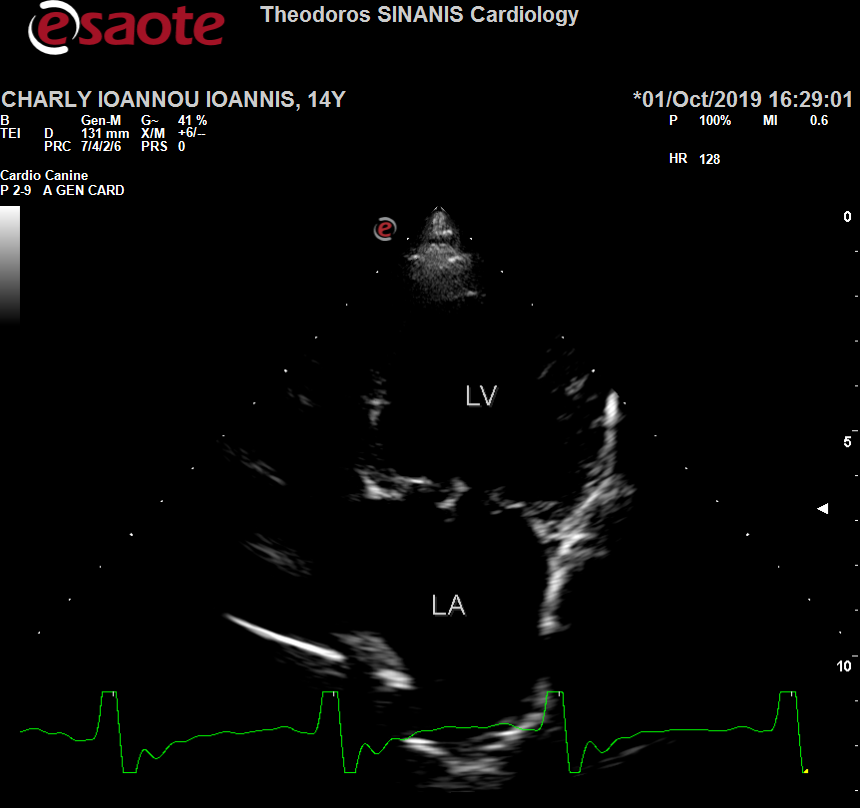 esaote
Theodoros SINANIS Cardiology
CHARLY IOANNOU IOANNIS, 14Y
*01/Oct/2019 16:29:01
B Gen-M G~ 41 %
TEI D 131 mm X/M +6/--
PRC 7/4/2/6 PRS 0
P 100% MI 0.6
HR 128
Cardio Canine
P 2-9 A GEN CARD
e
0
LV
5
LA
10